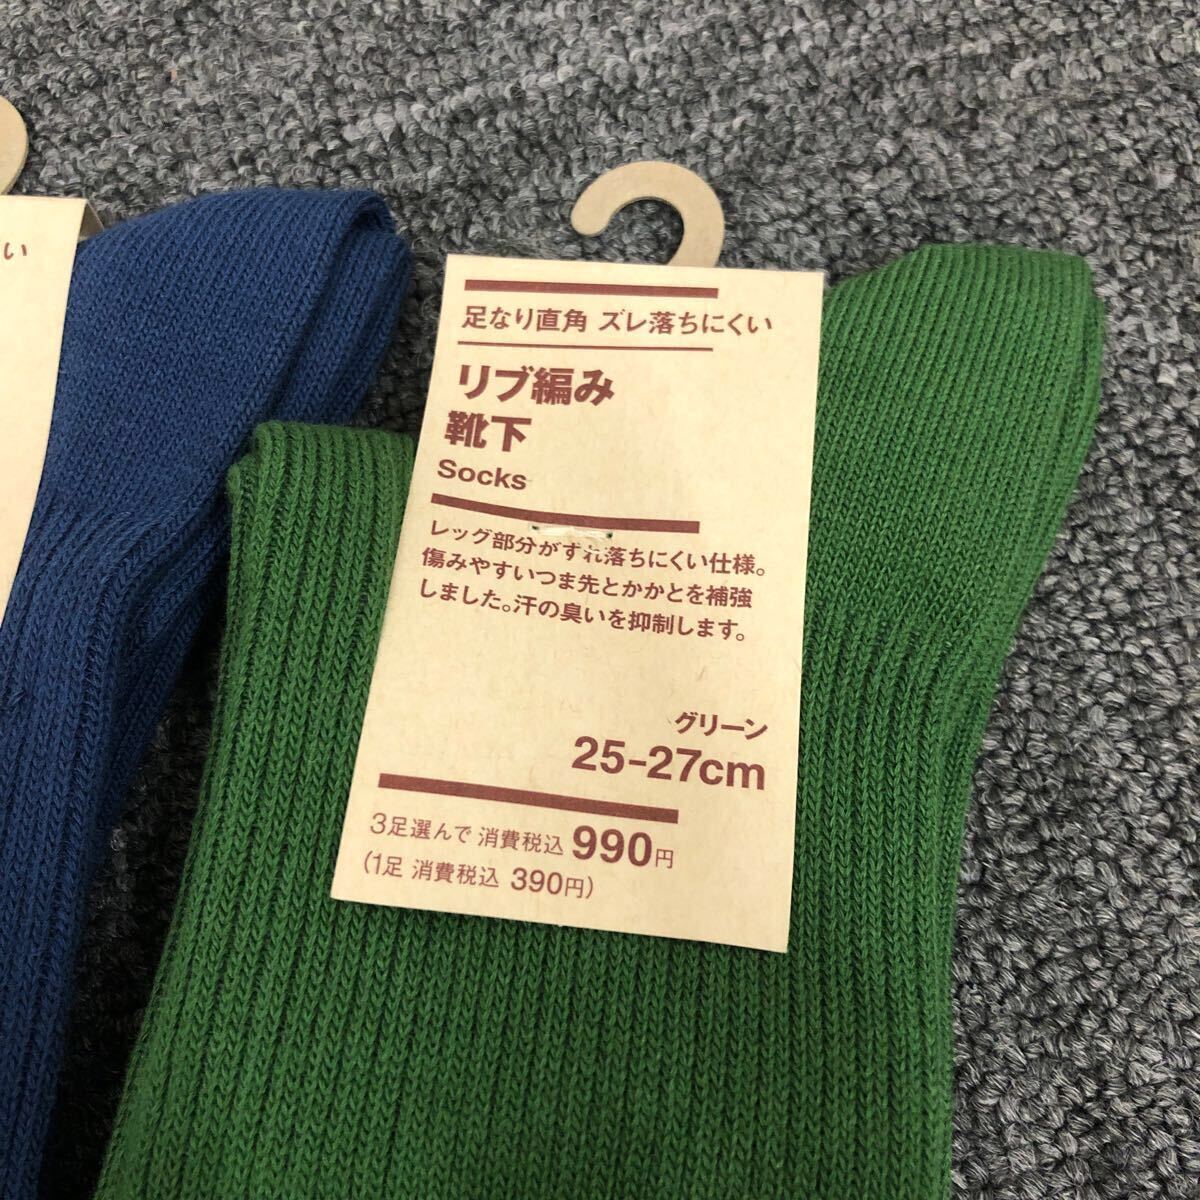 い
足なり直角 ズレ落ちにくい
リブ編み
靴下
Socks
レッグ部分がずれ落ちにくい仕様。
傷みやすいつま先とかかとを補強
しました。汗の臭いを抑制します。
グリーン
25-27cm
3足選んで 消費税込 990円
(1足 消費税込 390円)